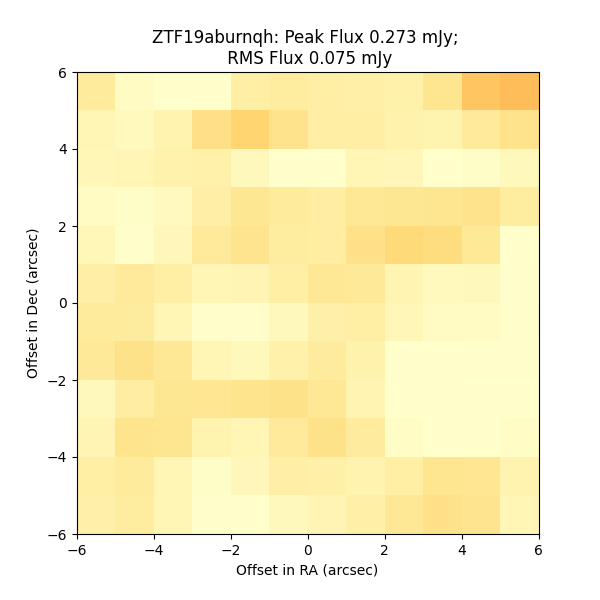 ZTF19aburnqh: Peak Flux 0.273 mJy;
RMS Flux 0.075 mJy
6
4
2
0
−2
−4
−6
Offset in Dec (arcsec)
−6 −4 −2 0 2 4 6
Offset in RA (arcsec)